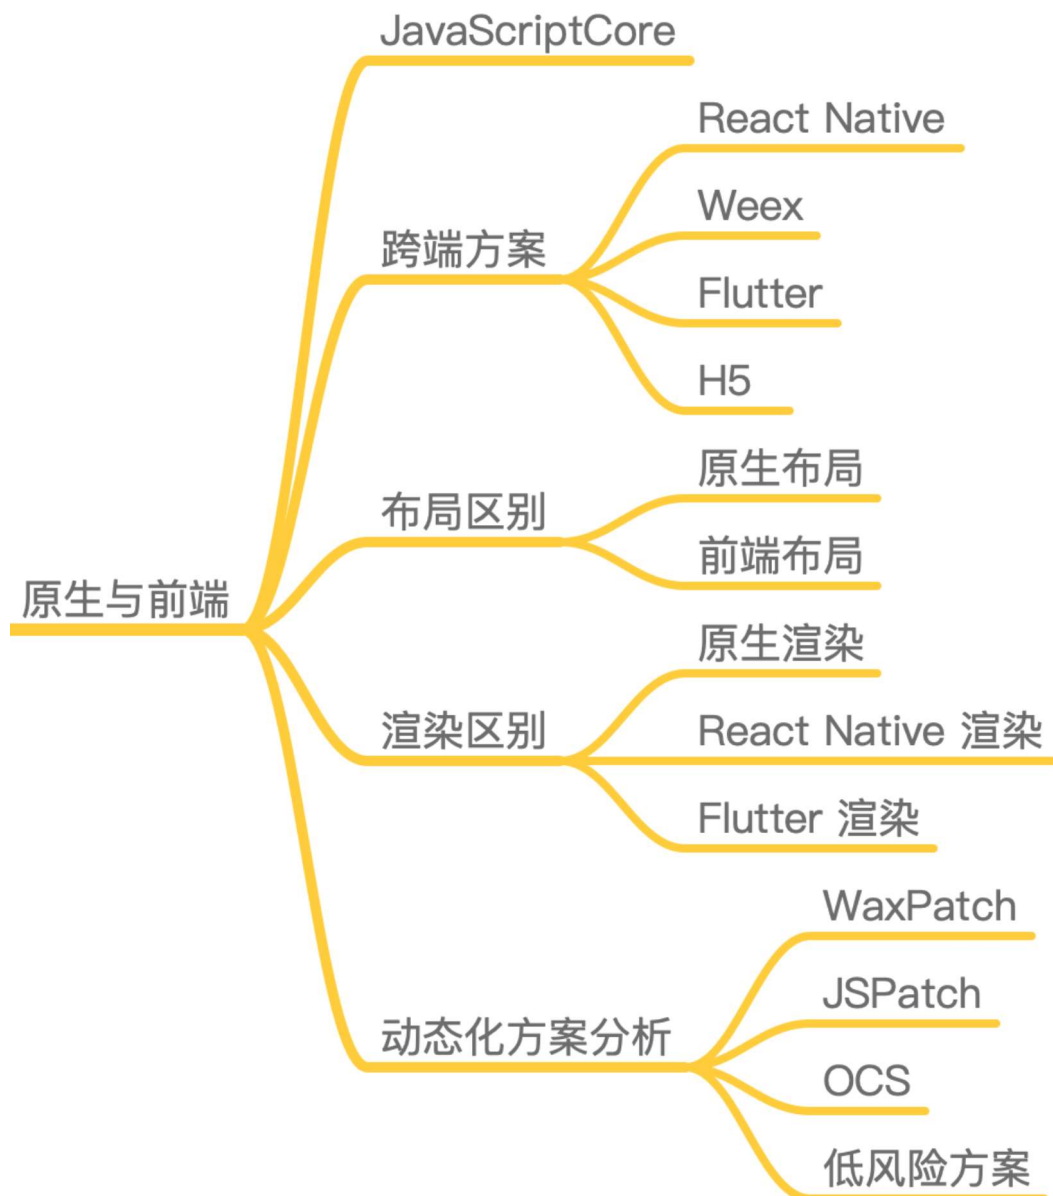 JavaScriptCore
React Native
Weex
跨端方案
Flutter
H5
原生布局
布局区别
前端布局
原生与前端
原生渲染
渲染区别
React Native 渲染
Flutter 渲染
WaxPatch
JSPatch
动态化方案分析
OCS
低风险方案